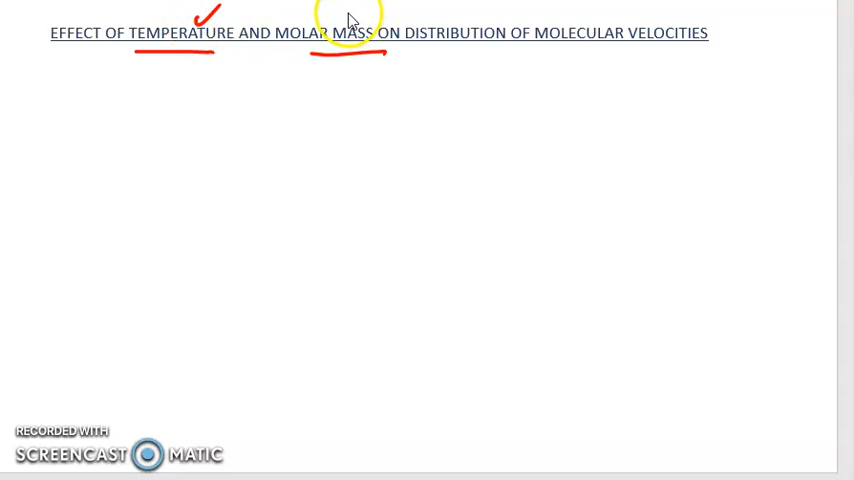 EFFECT OF TEMPERATURE AND MOLAR MASS ON DISTRIBUTION OF MOLECULAR VELOCITIES
RECORDED WITH
SCREENCAST MATIC